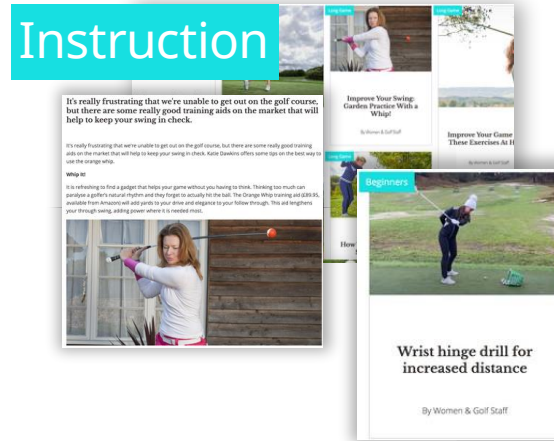 Instruction
Long Game
Long Game
It's really frustrating that we're unable to get out on the golf course,
but there are some really good training aids on the market that will
help to keep your swing in check.
It's really frustrating that we're unable to get out on the golf course, but there are some really good training
aids on the market that will help to keep your swing in check. Katie Dawkins offers some tips on the best way to
use the orange whip.
Whip it!
It is refreshing to find a gadget that helps your game without you having to think. Thinking too much can
paralyse a golfer's natural rhythm and they forget to actually hit the ball. The Orange Whip training aid (£89.95,
available from Amazon) will add yards to your drive and elegance to your follow through. This aid lengthens
your through swing, adding power where it is needed most.
Improve Your Swing:
Garden Practice With a
Whip!
By Women & Golf Staff
Improve Your Game
These Exercises At H
By Women & Golf Staff
Long Game
How
Beginners
Wrist hinge drill for
increased distance
By Women & Golf Staff